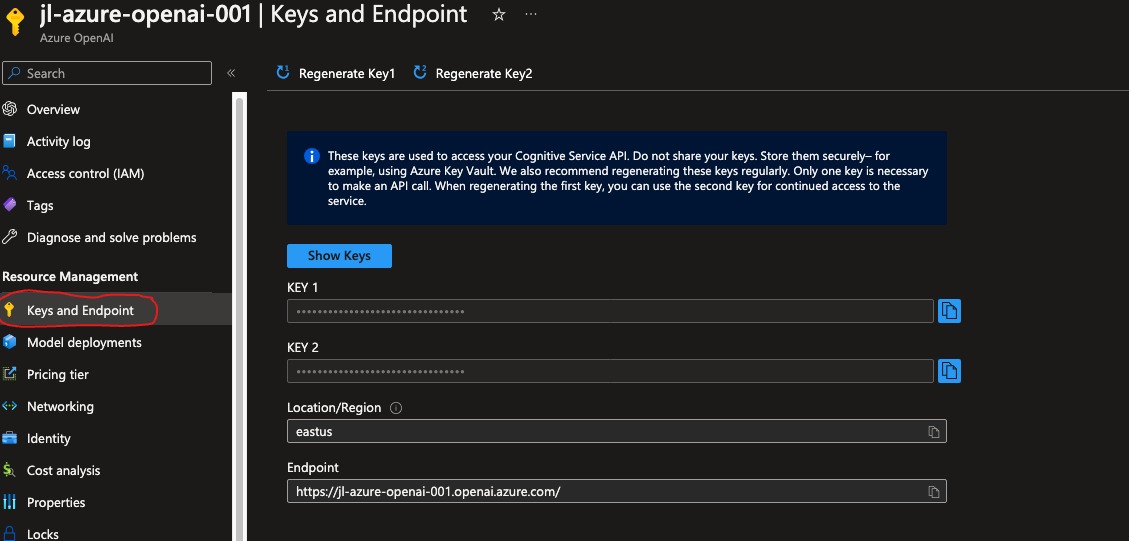 jl-azure-openai-001 | Keys and Endpoint
Azure OpenAI
Search
Regenerate Key1
Regenerate Key2
Overview
Activity log
Access control (IAM)
Tags
Diagnose and solve problems
Resource Management
Keys and Endpoint
Model deployments
Pricing tier
Networking
Identity
Cost analysis
Properties
Locks
These keys are used to access your Cognitive Service API. Do not share your keys. Store them securely– for
example, using Azure Key Vault. We also recommend regenerating these keys regularly. Only one key is necessary
to make an API call. When regenerating the first key, you can use the second key for continued access to the
service.
Show Keys
KEY 1
KEY 2
Location/Region
eastus
Endpoint
https://jl-azure-openai-001.openai.azure.com/